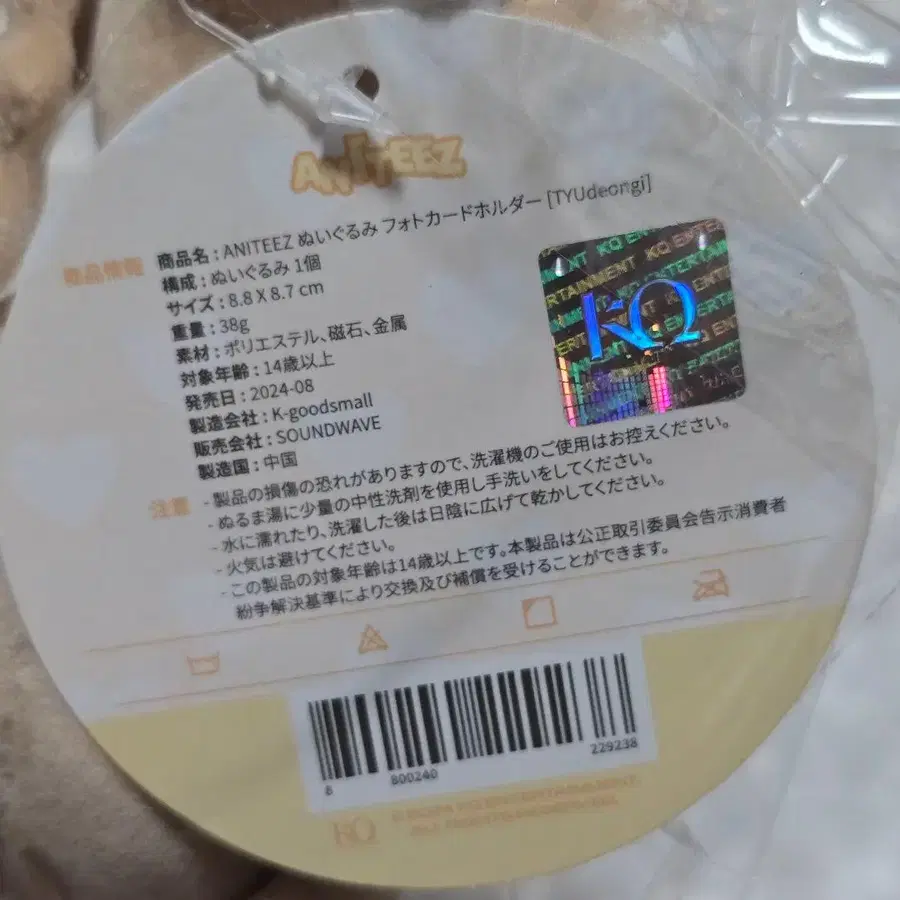 ANITEEZ
商品情報
商品名 : ANITEEZ ぬいぐるみ フォトカードホルダー [TYUdeongi]
構成 : ぬいぐるみ 1個
サイズ : 8.8 X 8.7 cm
重量 : 38g
素材 : ポリエステル、磁石、金属
対象年齢 : 14歳以上
発売日 : 2024-08
製造会社 : K-goodsmall
販売会社 : SOUNDWAVE
製造国 : 中国
KQ ENTERTAINMENT
KQ
注意
- 製品の損傷の恐れがありますので、洗濯機のご使用はお控えください。
- ぬるま湯に少量の中性洗剤を使用し手洗いをしてください。
- 水に濡れたり、洗濯した後は日陰に広げて乾かしてください。
- 火気は避けてください。
- この製品の対象年齢は14歳以上です。本製品は公正取引委員会告示消費者
紛争解決基準により交換及び補償を受けることができます。
8 800240 229238
KQ